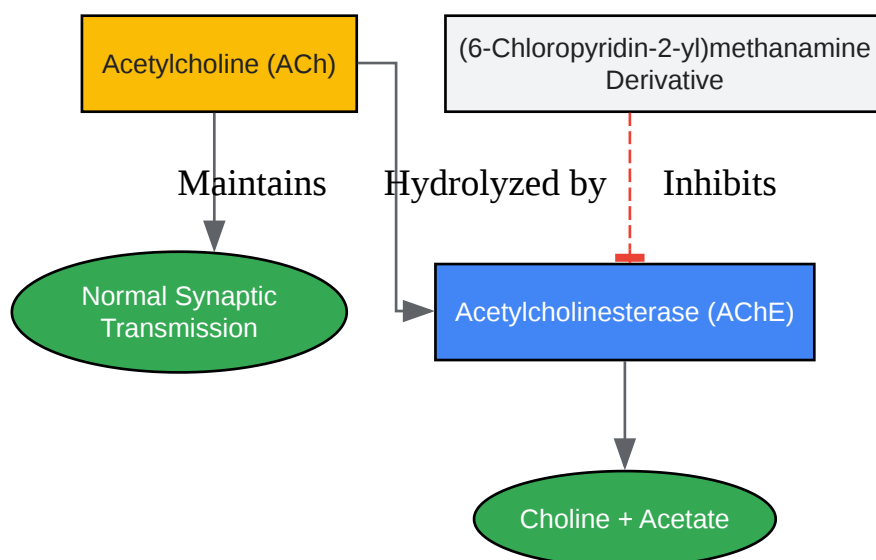 Acetylcholine (ACh)
(6-Chloropyridin-2-yl)methanamine
Derivative
Maintains
Hydrolyzed by
Inhibits
Normal Synaptic
Transmission
Acetylcholinesterase (AChE)
Choline + Acetate